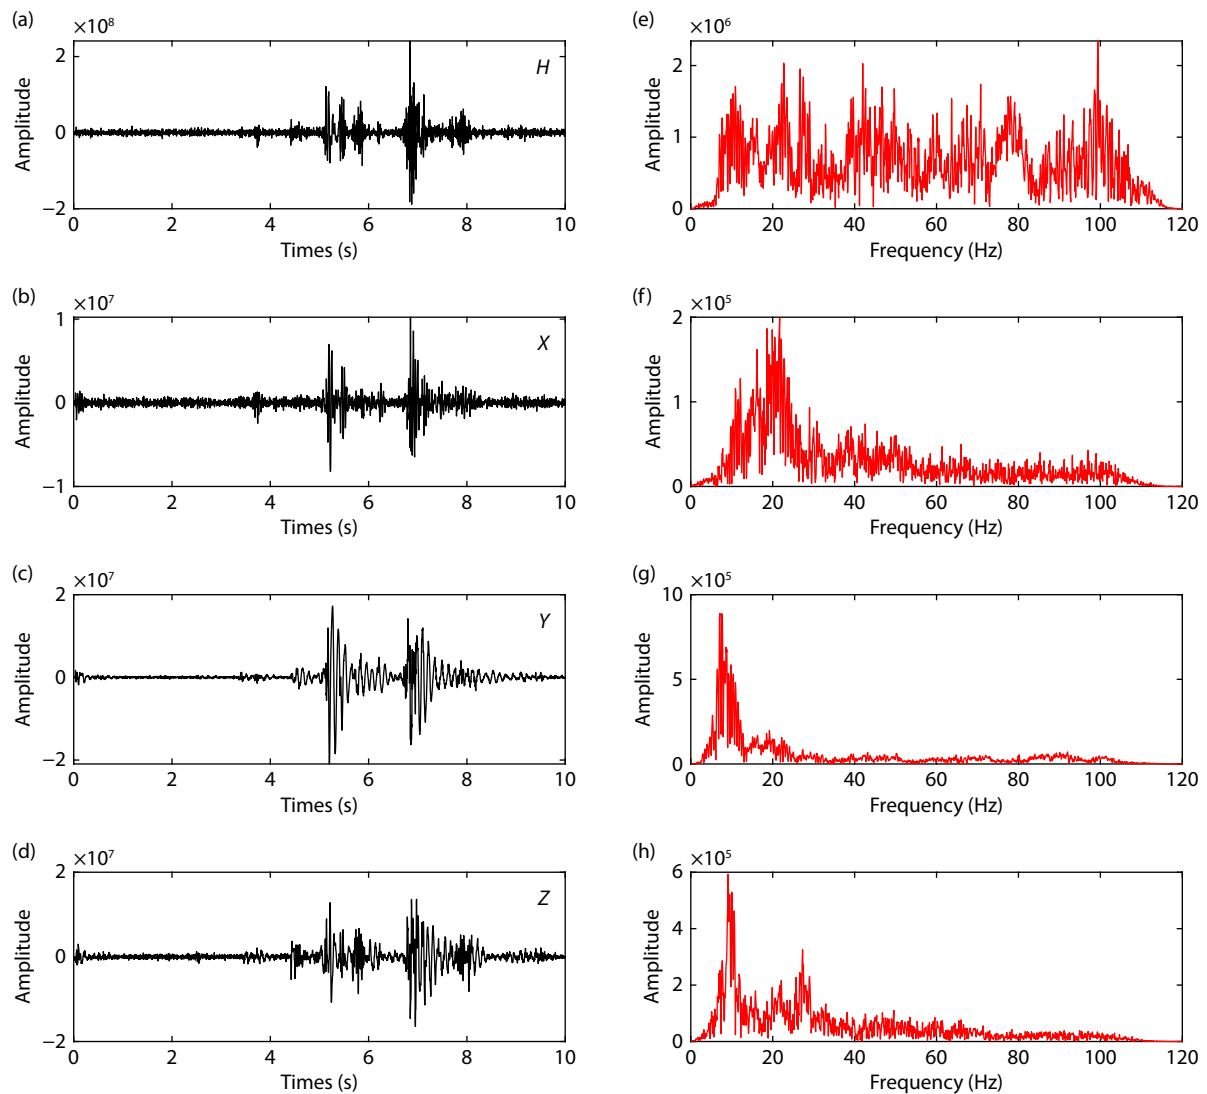 (a)
×10⁸
2
0
−2
Amplitude
H
0 2 4 6 8 10
Times (s)
(e)
×10⁶
2
1
0
Amplitude
0 20 40 60 80 100 120
Frequency (Hz)
(b)
×10⁷
1
0
−1
Amplitude
X
0 2 4 6 8 10
Times (s)
(f)
×10⁵
2
1
0
Amplitude
0 20 40 60 80 100 120
Frequency (Hz)
(c)
×10⁷
2
0
−2
Amplitude
Y
0 2 4 6 8 10
Times (s)
(g)
×10⁵
10
5
0
Amplitude
0 20 40 60 80 100 120
Frequency (Hz)
(d)
×10⁷
2
0
−2
Amplitude
Z
0 2 4 6 8 10
Times (s)
(h)
×10⁵
6
4
2
0
Amplitude
0 20 40 60 80 100 120
Frequency (Hz)